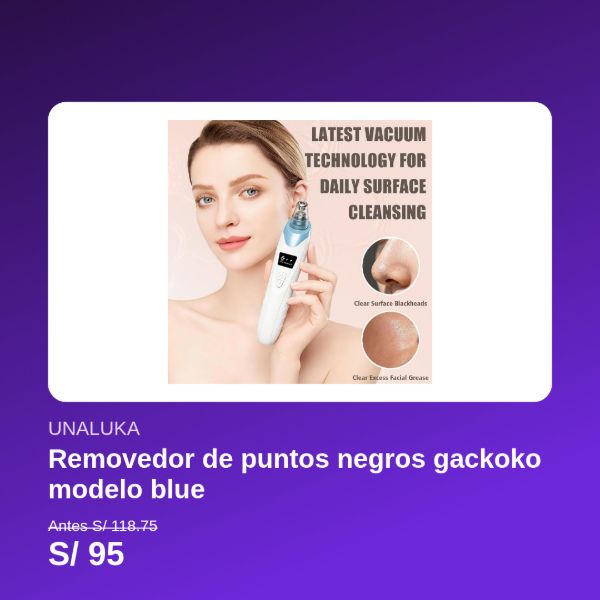 LATEST VACUUM
TECHNOLOGY FOR
DAILY SURFACE
CLEANSING
Clear Surface Blackheads
Clear Excess Facial Grease
UNALUKA
Removedor de puntos negros gackoko
modelo blue
Antes S/ 118.75
S/ 95